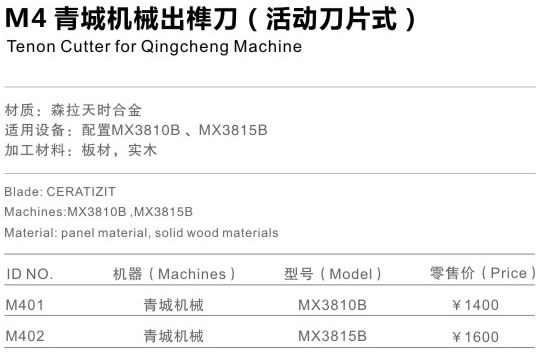 M4 青城机械出榫刀（活动刀片式）
Tenon Cutter for Qingcheng Machine
材质：森拉天时合金
适用设备：配置MX3810B 、MX3815B
加工材料：板材，实木
Blade: CERATIZIT
Machines:MX3810B ,MX3815B
Material: panel material, solid wood materials
ID NO. 机器（Machines） 型号（Model） 零售价（Price）
M401 青城机械 MX3810B ￥1400
M402 青城机械 MX3815B ￥1600